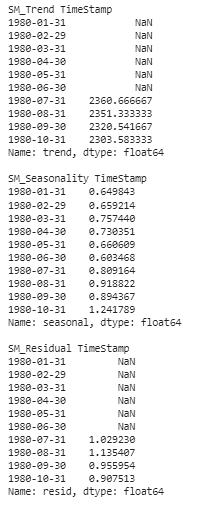 SM_Trend TimeStamp
1980-01-31 NaN
1980-02-29 NaN
1980-03-31 NaN
1980-04-30 NaN
1980-05-31 NaN
1980-06-30 NaN
1980-07-31 2360.666667
1980-08-31 2351.333333
1980-09-30 2320.541667
1980-10-31 2303.583333
Name: trend, dtype: float64
SM_Seasonality TimeStamp
1980-01-31 0.649843
1980-02-29 0.659214
1980-03-31 0.757440
1980-04-30 0.730351
1980-05-31 0.660609
1980-06-30 0.603468
1980-07-31 0.809164
1980-08-31 0.918822
1980-09-30 0.894367
1980-10-31 1.241789
Name: seasonal, dtype: float64
SM_Residual TimeStamp
1980-01-31 NaN
1980-02-29 NaN
1980-03-31 NaN
1980-04-30 NaN
1980-05-31 NaN
1980-06-30 NaN
1980-07-31 1.029230
1980-08-31 1.135407
1980-09-30 0.955954
1980-10-31 0.907513
Name: resid, dtype: float64